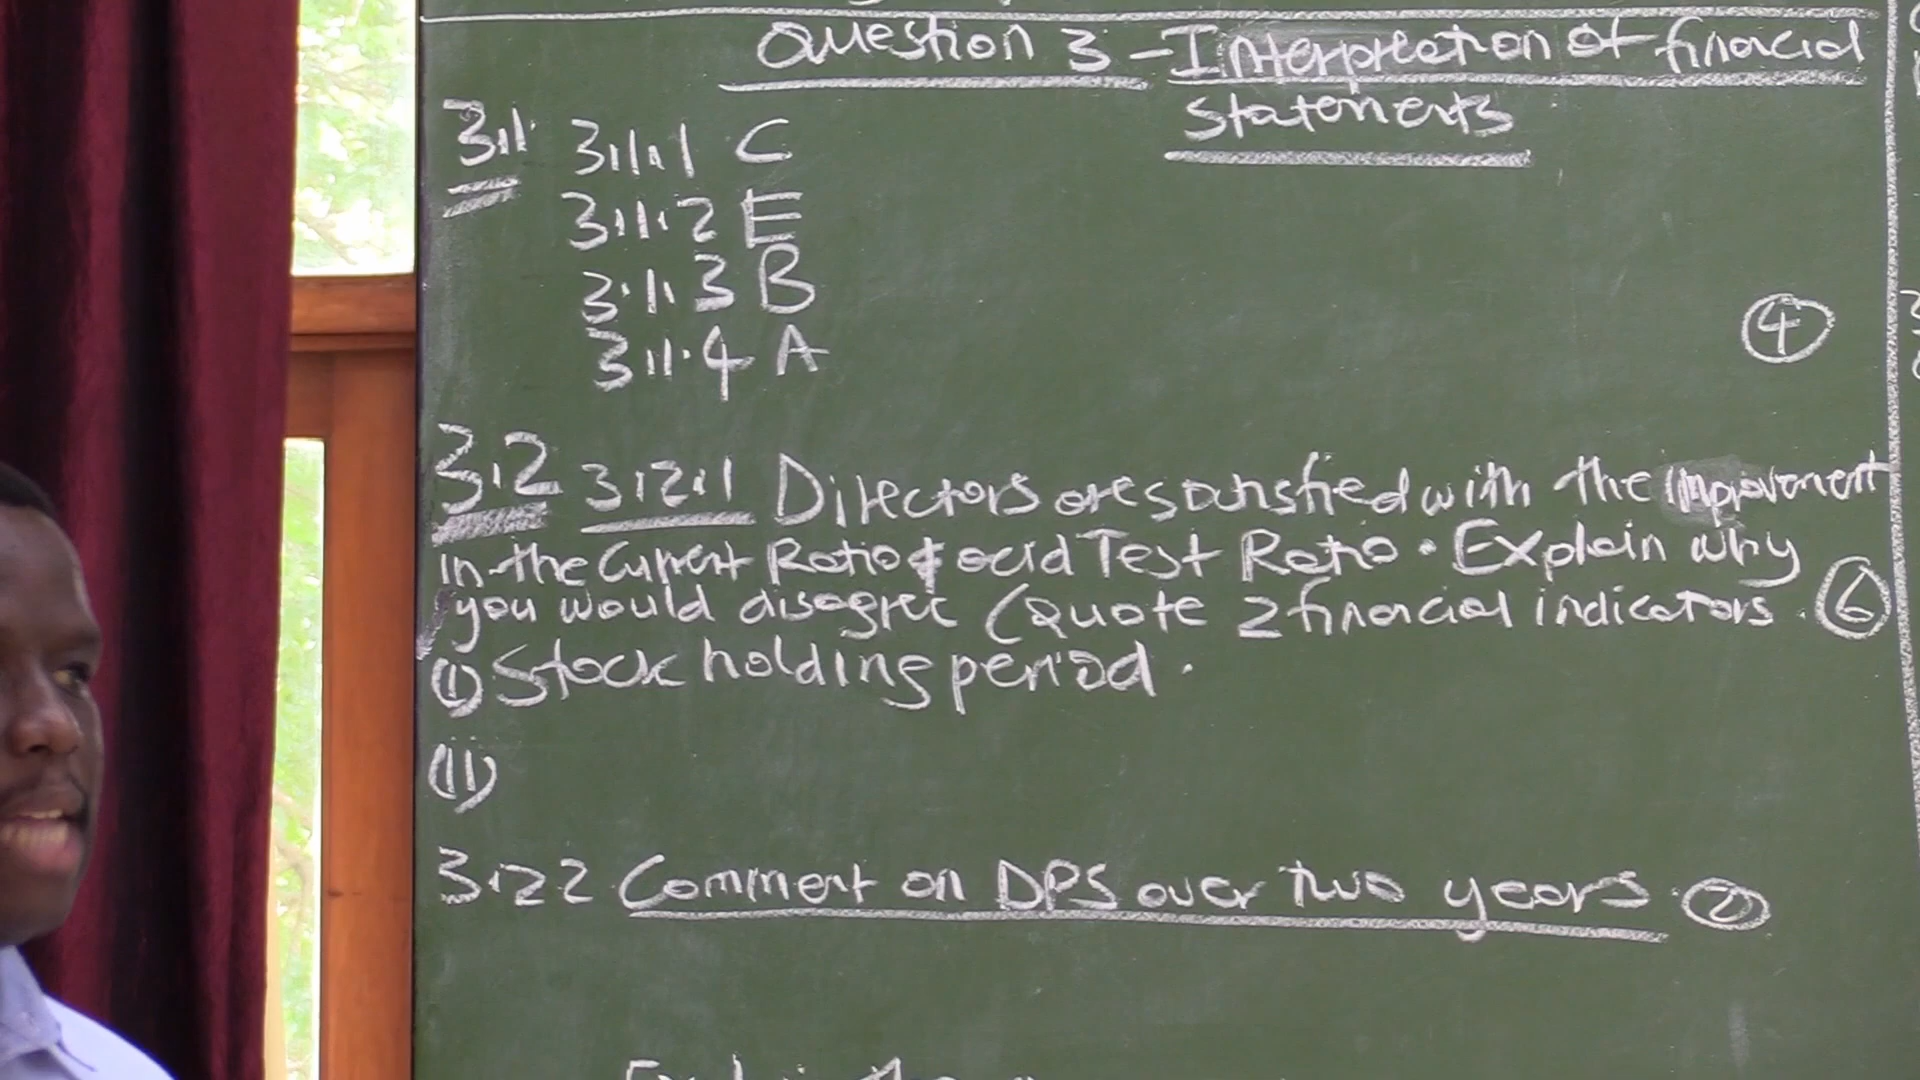 Question 3 - Interpretation of finacial
statements
3.1 3.1.1 C
3.1.2 E
3.1.3 B
3.1.4 A
④
3.2 3.2.1 Directors are satisfied with the improvement
in the Current Ratio & acid Test Ratio. Explain why
you would disagree (Quote 2 financial indicators. ⑥
(i) Stock holding period.
(ii)
3.2.2 Comment on DPS over two years. ②